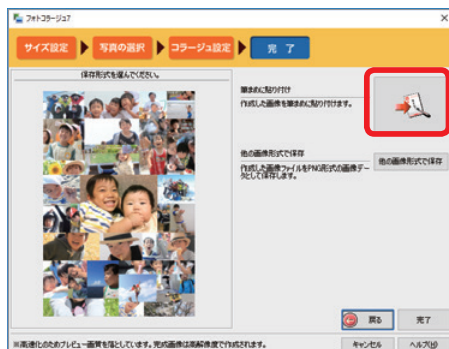 フォトコラージュ7
サイズ設定
写真の選択
コラージュ設定
完 了
保存形式を選んでください。
筆まめに貼り付け
作成した画像を筆まめに貼り付けます。
他の画像形式で保存
作成した画像ファイルをPNG形式の画像デー
タとして保存します。
他の画像形式で保存
戻る
完了
※高速化のためプレビュー画質を落としています。完成画像は高解像度で作成されます。
キャンセル
ヘルプ(H)